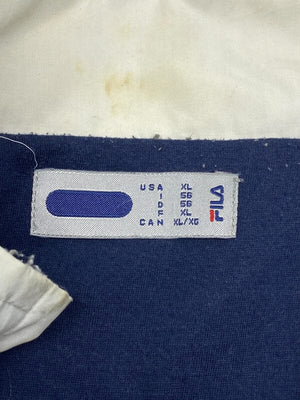 USA XL
I 56
D 56
F XL
CAN XL/XG
FILA